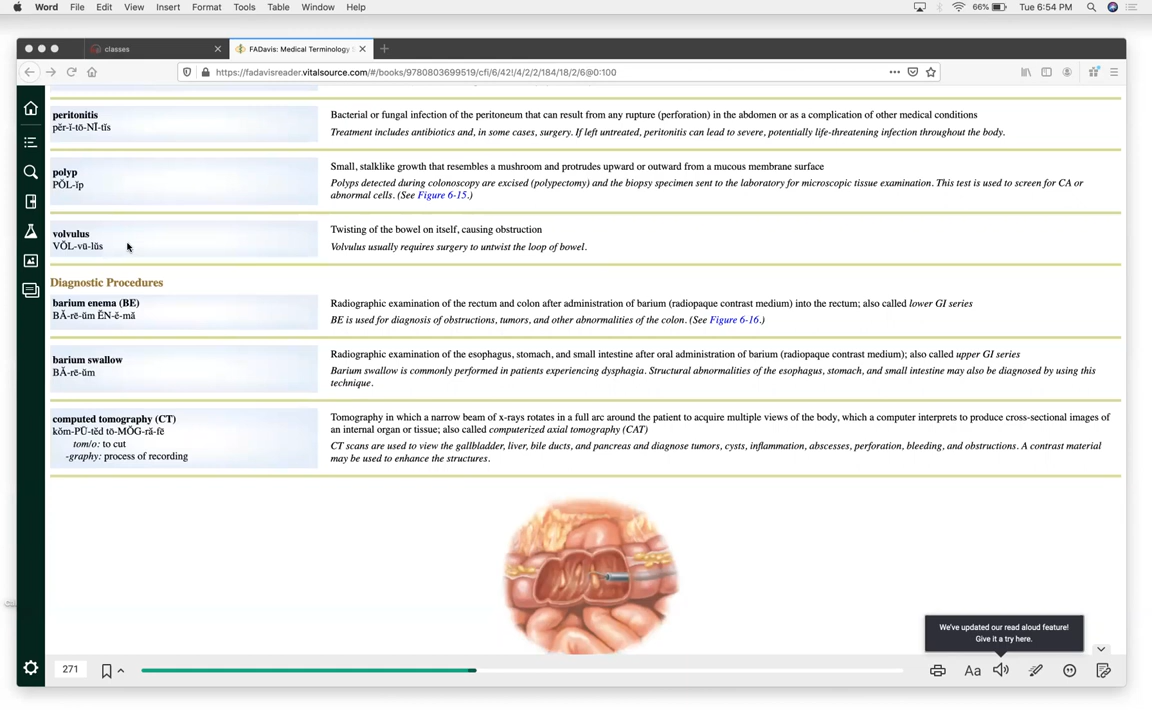 Word File Edit View Insert Format Tools Table Window Help 66% Tue 6:54 PM
classes FADavis: Medical Terminology
https://fadavisreader.vitalsource.com/#/books/9780803699519/cfi/6/42!/4/2/2/184/18/2/6@0:100
peritonitis
pĕr-ĭ-tō-NĪ-tĭs
Bacterial or fungal infection of the peritoneum that can result from any rupture (perforation) in the abdomen or as a complication of other medical conditions
Treatment includes antibiotics and, in some cases, surgery. If left untreated, peritonitis can lead to severe, potentially life-threatening infection throughout the body.
polyp
PŎL-ĭp
Small, stalklike growth that resembles a mushroom and protrudes upward or outward from a mucous membrane surface
Polyps detected during colonoscopy are excised (polypectomy) and the biopsy specimen sent to the laboratory for microscopic tissue examination. This test is used to screen for CA or
abnormal cells. (See Figure 6-15.)
volvulus
VŎL-vū-lŭs
Twisting of the bowel on itself, causing obstruction
Volvulus usually requires surgery to untwist the loop of bowel.
Diagnostic Procedures
barium enema (BE)
BĂ-rē-ŭm ĔN-ĕ-mă
Radiographic examination of the rectum and colon after administration of barium (radiopaque contrast medium) into the rectum; also called lower GI series
BE is used for diagnosis of obstructions, tumors, and other abnormalities of the colon. (See Figure 6-16.)
barium swallow
BĂ-rē-ŭm
Radiographic examination of the esophagus, stomach, and small intestine after oral administration of barium (radiopaque contrast medium); also called upper GI series
Barium swallow is commonly performed in patients experiencing dysphagia. Structural abnormalities of the esophagus, stomach, and small intestine may also be diagnosed by using this
technique.
computed tomography (CT)
kŏm-PŪ-tĕd tō-MŎG-ră-fē
tom/o: to cut
-graphy: process of recording
Tomography in which a narrow beam of x-rays rotates in a full arc around the patient to acquire multiple views of the body, which a computer interprets to produce cross-sectional images of
an internal organ or tissue; also called computerized axial tomography (CAT)
CT scans are used to view the gallbladder, liver, bile ducts, and pancreas and diagnose tumors, cysts, inflammation, abscesses, perforation, bleeding, and obstructions. A contrast material
may be used to enhance the structures.
We've updated our read aloud feature!
Give it a try here.
271
Aa